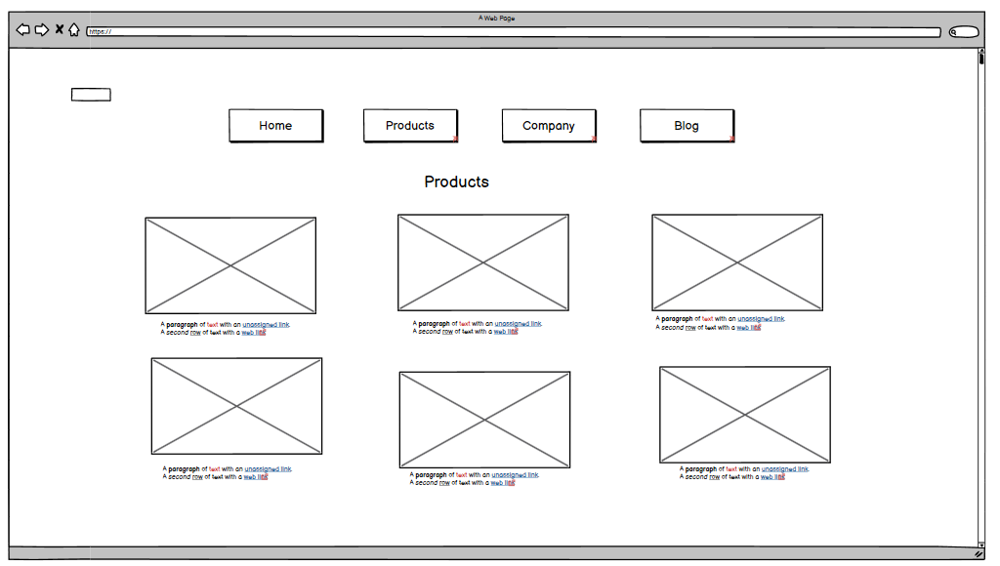 A Web Page
https://
Home
Products
Company
Blog
Products
A paragraph of text with an unassigned link.
A second row of text with a web link
A paragraph of text with an unassigned link.
A second row of text with a web link
A paragraph of text with an unassigned link.
A second row of text with a web link
A paragraph of text with an unassigned link.
A second row of text with a web link
A paragraph of text with an unassigned link.
A second row of text with a web link
A paragraph of text with an unassigned link.
A second row of text with a web link